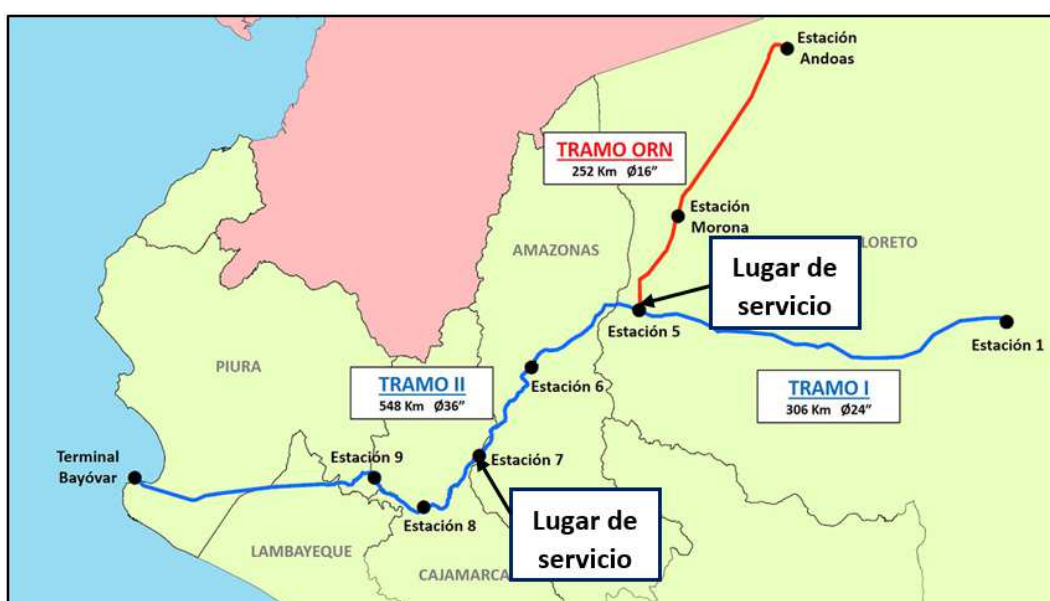 Estación
Andoas
TRAMO ORN
252 Km Ø16”
Estación
Morona
AMAZONAS
LORETO
Lugar de
servicio
Estación 5
Estación 1
PIURA
TRAMO II
548 Km Ø36”
Estación 6
TRAMO I
306 Km Ø24”
Terminal
Bayóvar
Estación 9
Estación 7
Estación 8
Lugar de
servicio
LAMBAYEQUE
CAJAMARCA